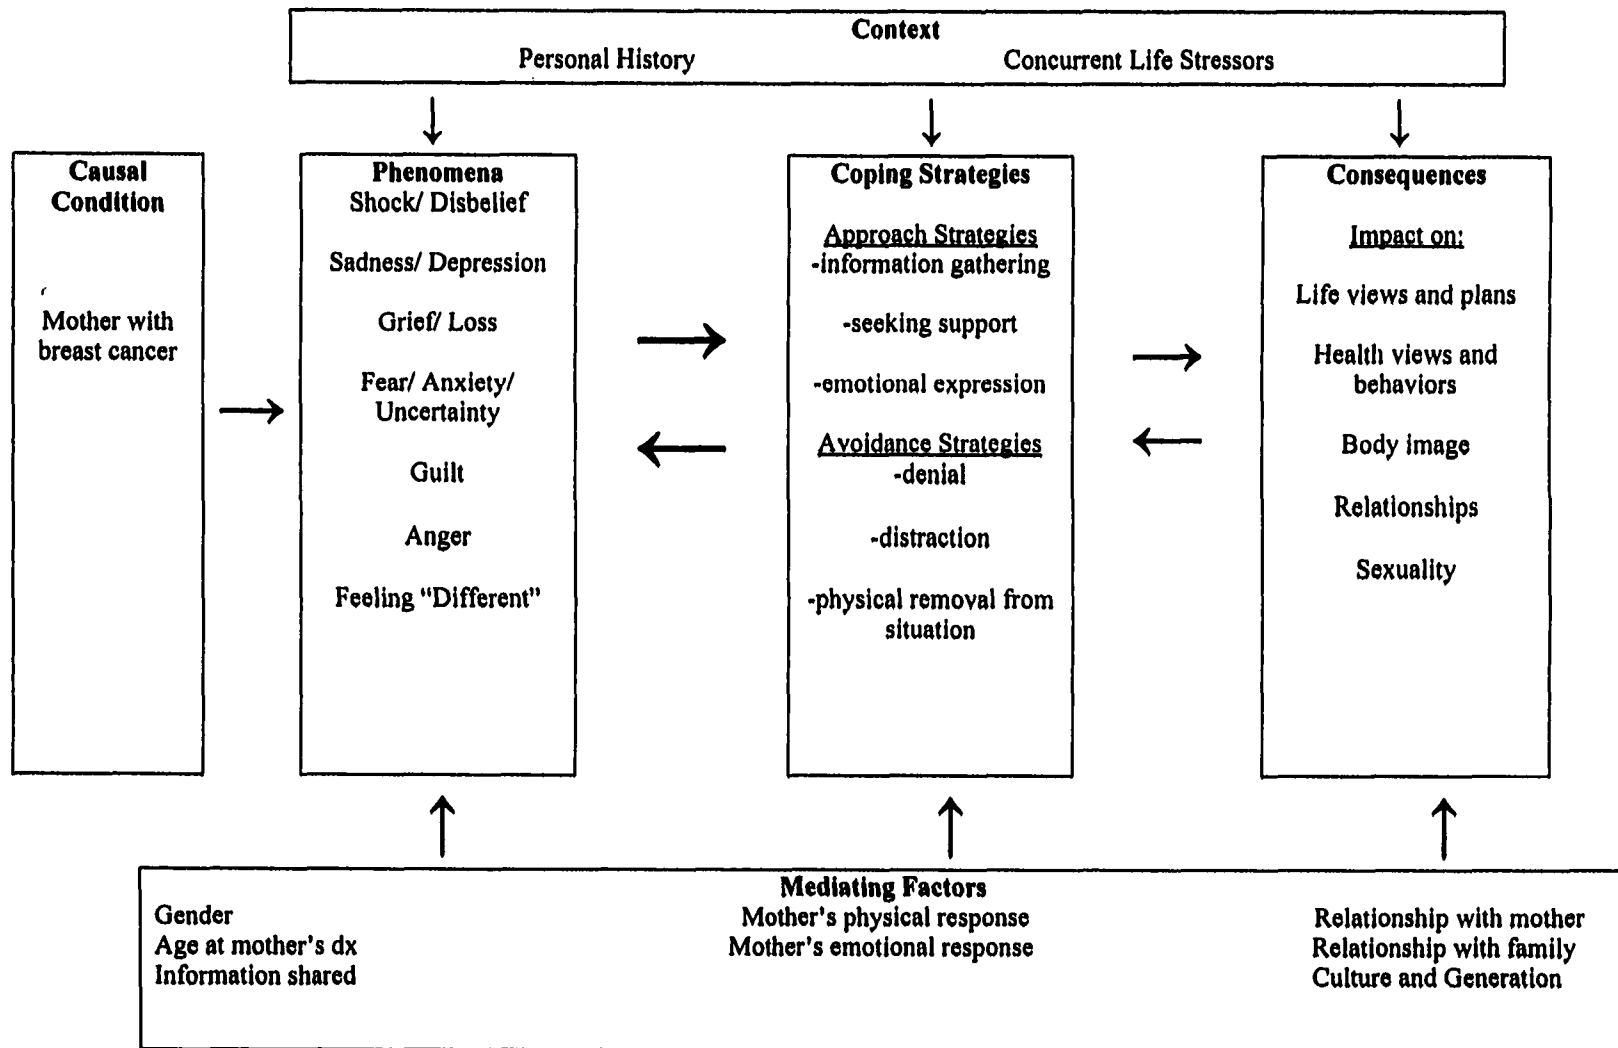 Context
Personal History Concurrent Life Stressors
Causal
Condition
Mother with
breast cancer
Phenomena
Shock/ Disbelief
Sadness/ Depression
Grief/ Loss
Fear/ Anxiety/
Uncertainty
Guilt
Anger
Feeling “Different”
Coping Strategies
Approach Strategies
-information gathering
-seeking support
-emotional expression
Avoidance Strategies
-denial
-distraction
-physical removal from
situation
Consequences
Impact on:
Life views and plans
Health views and
behaviors
Body image
Relationships
Sexuality
Mediating Factors
Gender
Age at mother's dx
Information shared
Mother's physical response
Mother's emotional response
Relationship with mother
Relationship with family
Culture and Generation